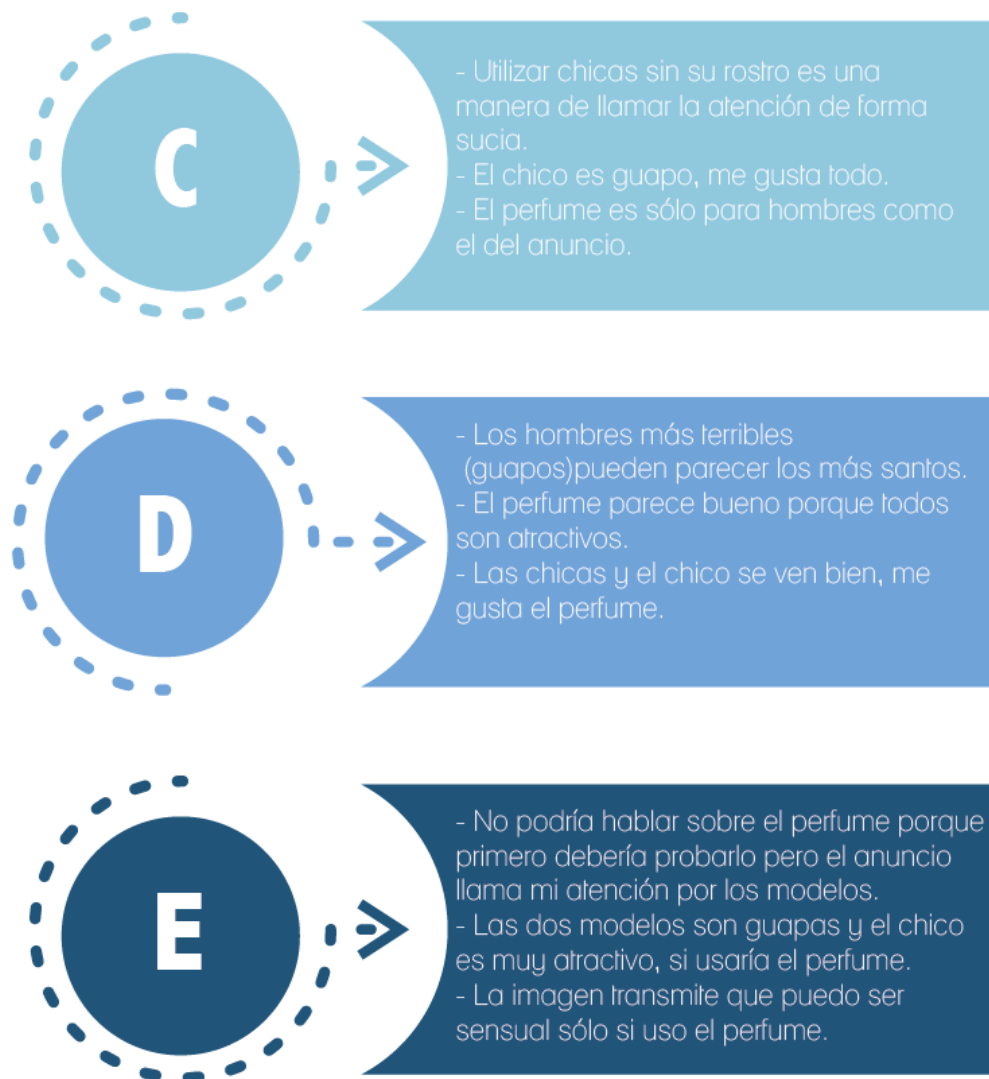 C
- Utilizar chicas sin su rostro es una
manera de llamar la atención de forma
sucia.
- El chico es guapo, me gusta todo.
- El perfume es sólo para hombres como
el del anuncio.
D
- Los hombres más terribles
(guapos)pueden parecer los más santos.
- El perfume parece bueno porque todos
son atractivos.
- Las chicas y el chico se ven bien, me
gusta el perfume.
E
- No podría hablar sobre el perfume porque
primero debería probarlo pero el anuncio
llama mi atención por los modelos.
- Las dos modelos son guapas y el chico
es muy atractivo, si usaría el perfume.
- La imagen transmite que puedo ser
sensual sólo si uso el perfume.